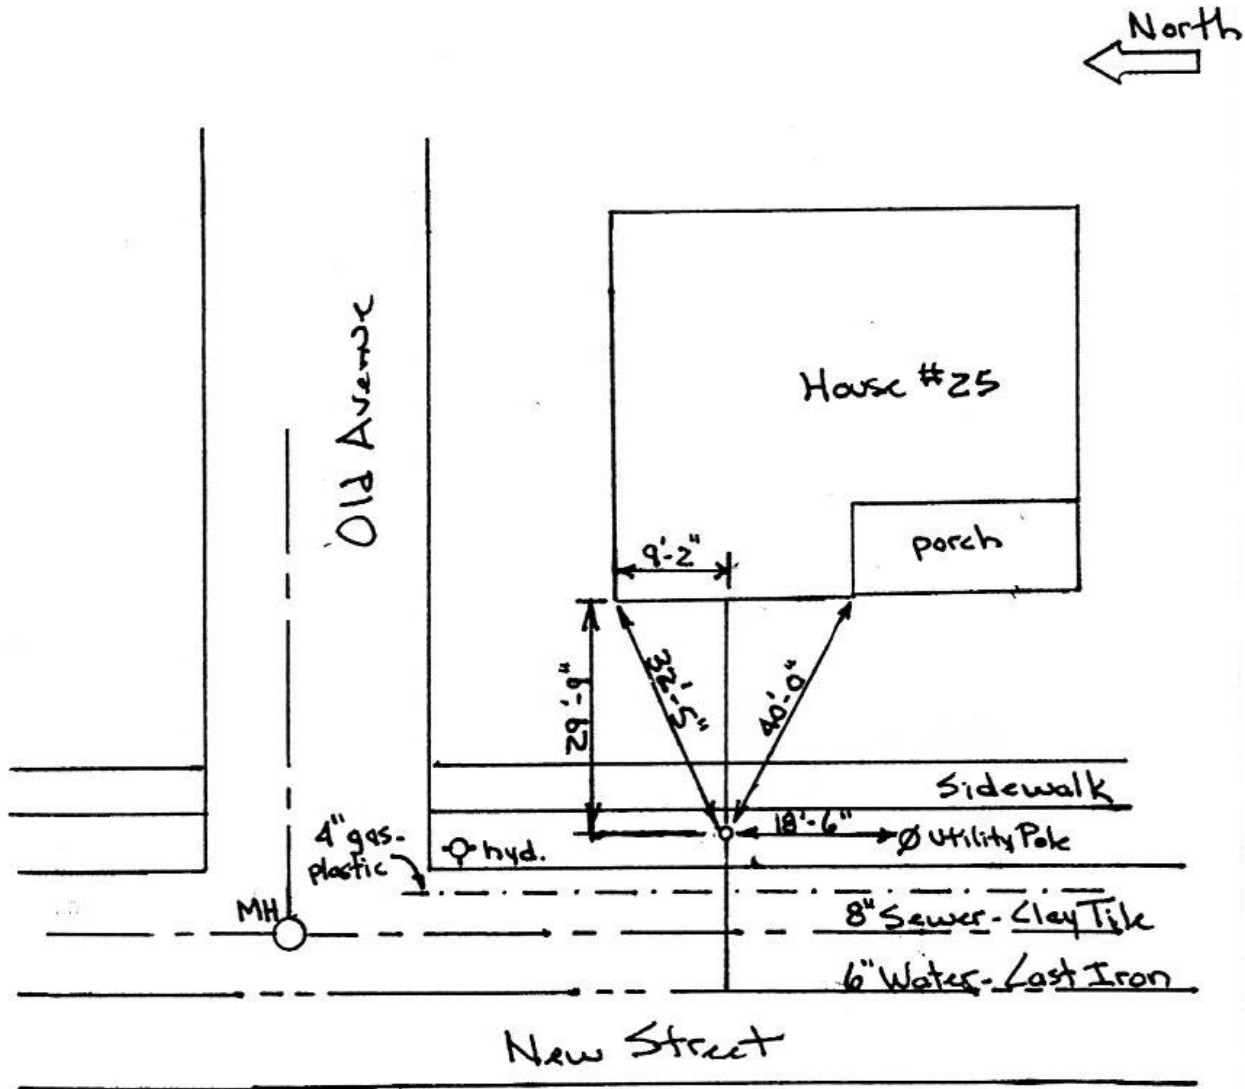 North
Old Avenue
House #25
porch
9'-2"
29'-9"
32'-5"
40'-0"
Sidewalk
18'-6"
Utility Pole
4" gas-
plastic
hyd.
MH
8" Sewer-Clay Tile
6" Water-Cast Iron
New Street